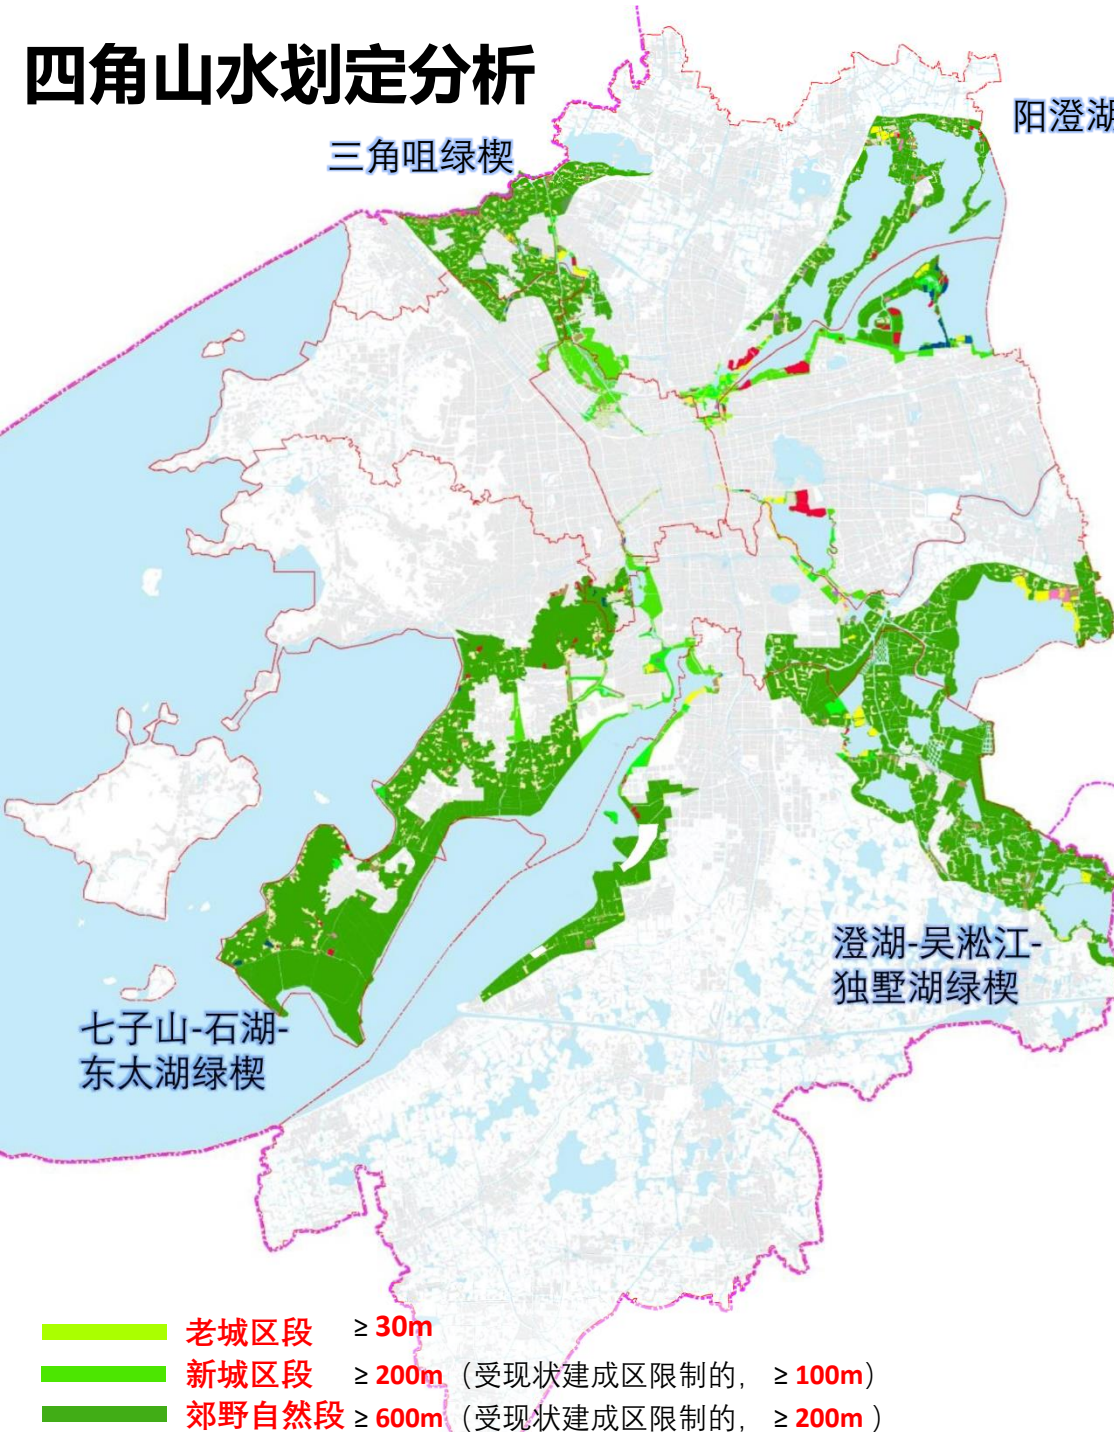 四角山水划定分析
三角咀绿楔
阳澄湖
澄湖-吴淞江-
独墅湖绿楔
七子山-石湖-
东太湖绿楔
老城区段 ≥ 30m
新城区段 ≥ 200m（受现状建成区限制的， ≥ 100m）
郊野自然段 ≥ 600m（受现状建成区限制的， ≥ 200m ）